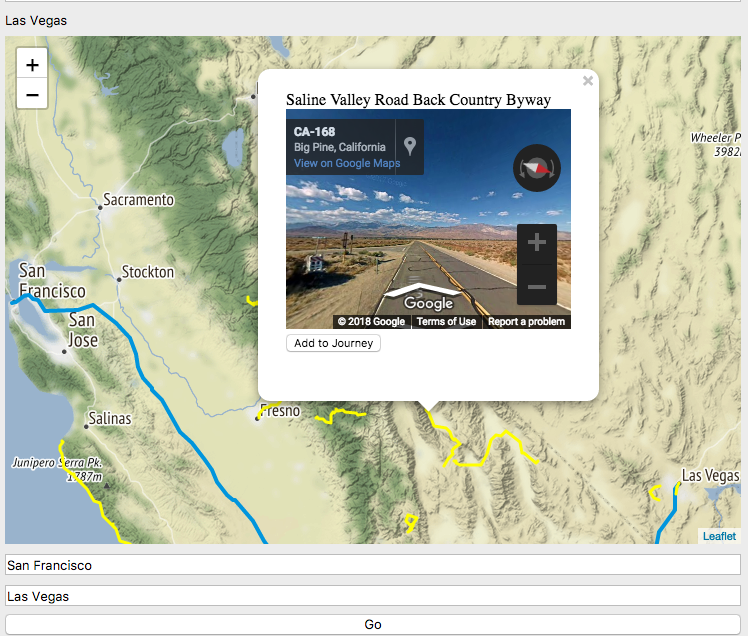 Las Vegas
+
−
Saline Valley Road Back Country Byway
×
CA-168
Big Pine, California
View on Google Maps
Wheeler P
3982
Sacramento
San
Francisco
Stockton
San
Jose
Google
© 2018 Google
Terms of Use
Report a problem
Add to Journey
Fresno
Salinas
Junipero Serra Pk.
1787m
Las Vegas
Leaflet
San Francisco
Las Vegas
Go